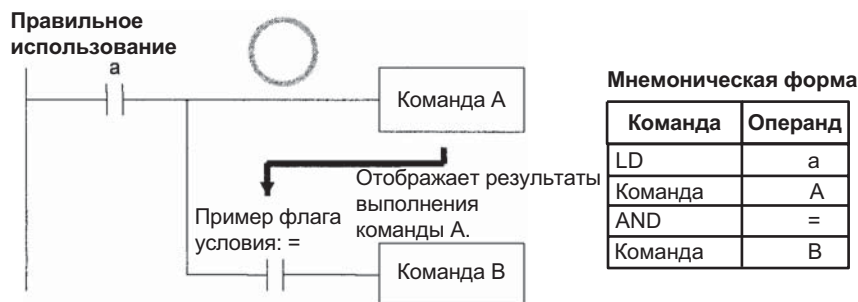 Правильное
использование
a
Команда A
Отображает результаты
выполнения
команды A.
Пример флага
условия: =
Команда B
Мнемоническая форма
Команда Операнд
LD a
Команда A
AND =
Команда B